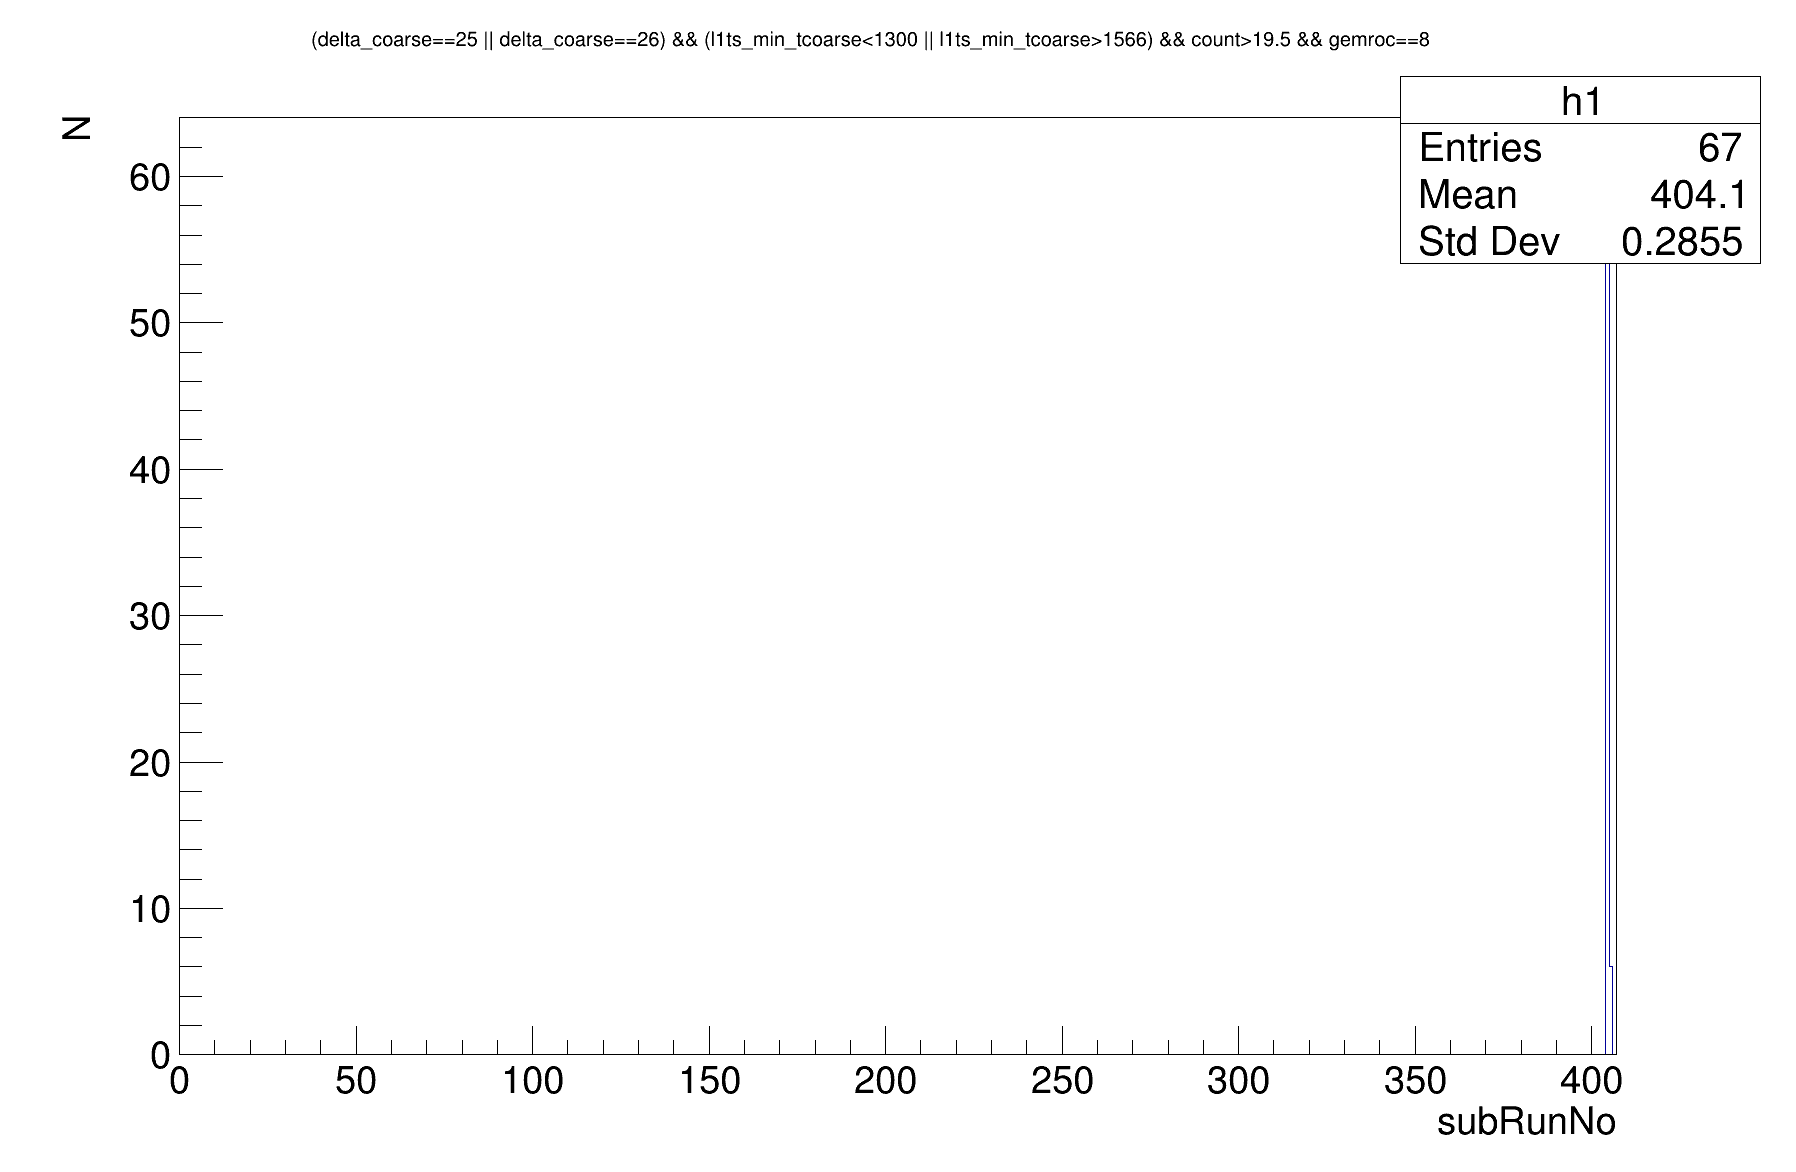 (delta_coarse==25 || delta_coarse==26) && (l1ts_min_tcoarse<1300 || l1ts_min_tcoarse>1566) && count>19.5 && gemroc==8
h1
Entries 67
Mean 404.1
Std Dev 0.2855
N
60
50
40
30
20
10
0
0 50 100 150 200 250 300 350 400
subRunNo